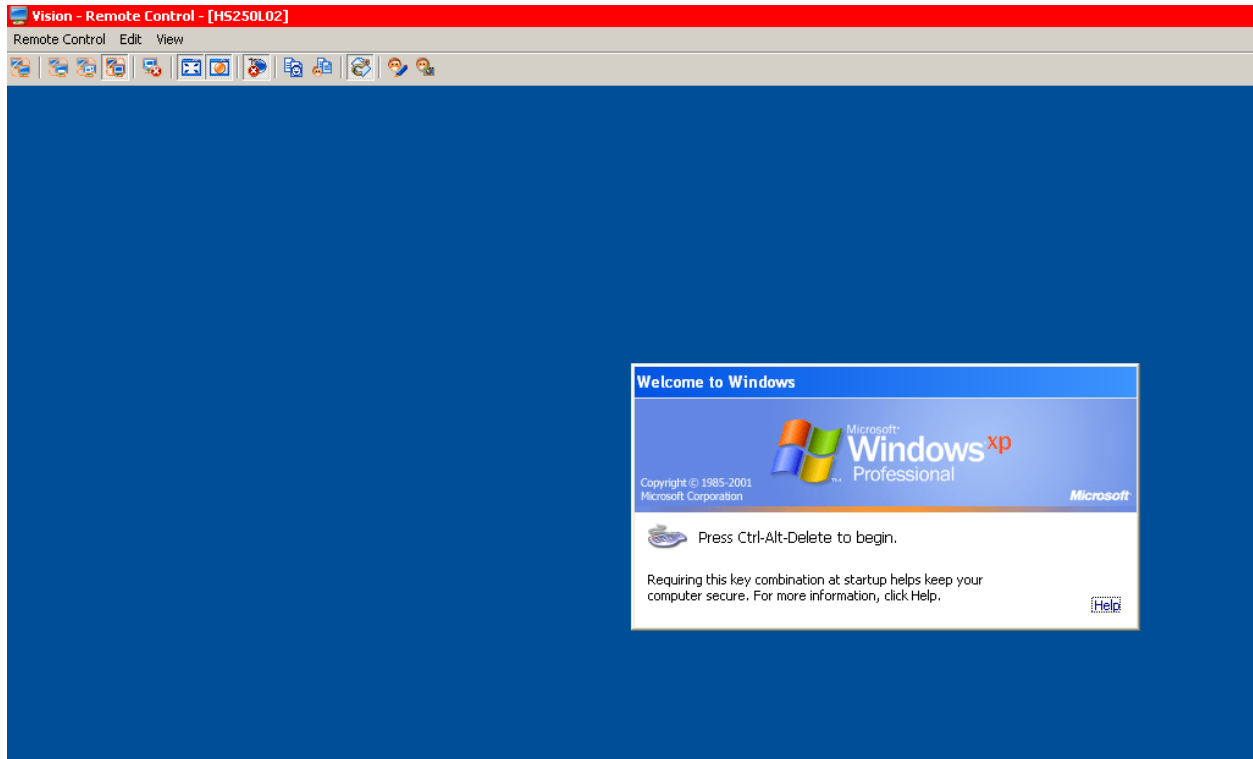 Vision - Remote Control - [HS250L02]
Remote Control Edit View
Welcome to Windows
Microsoft®
Windows xp
Professional
Copyright © 1985-2001
Microsoft Corporation
Microsoft
Press Ctrl-Alt-Delete to begin.
Requiring this key combination at startup helps keep your
computer secure. For more information, click Help.
Help